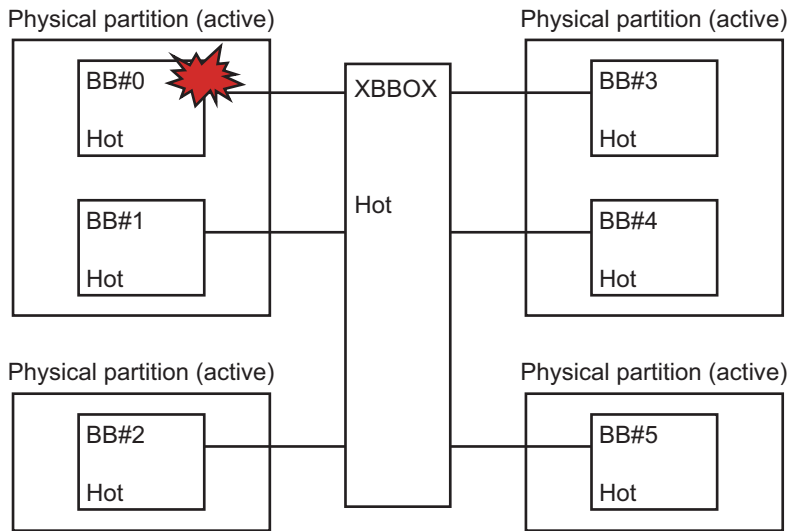 Physical partition (active)
BB#0
Hot
BB#1
Hot
XBBOX
Hot
Physical partition (active)
BB#3
Hot
BB#4
Hot
Physical partition (active)
BB#2
Hot
Physical partition (active)
BB#5
Hot